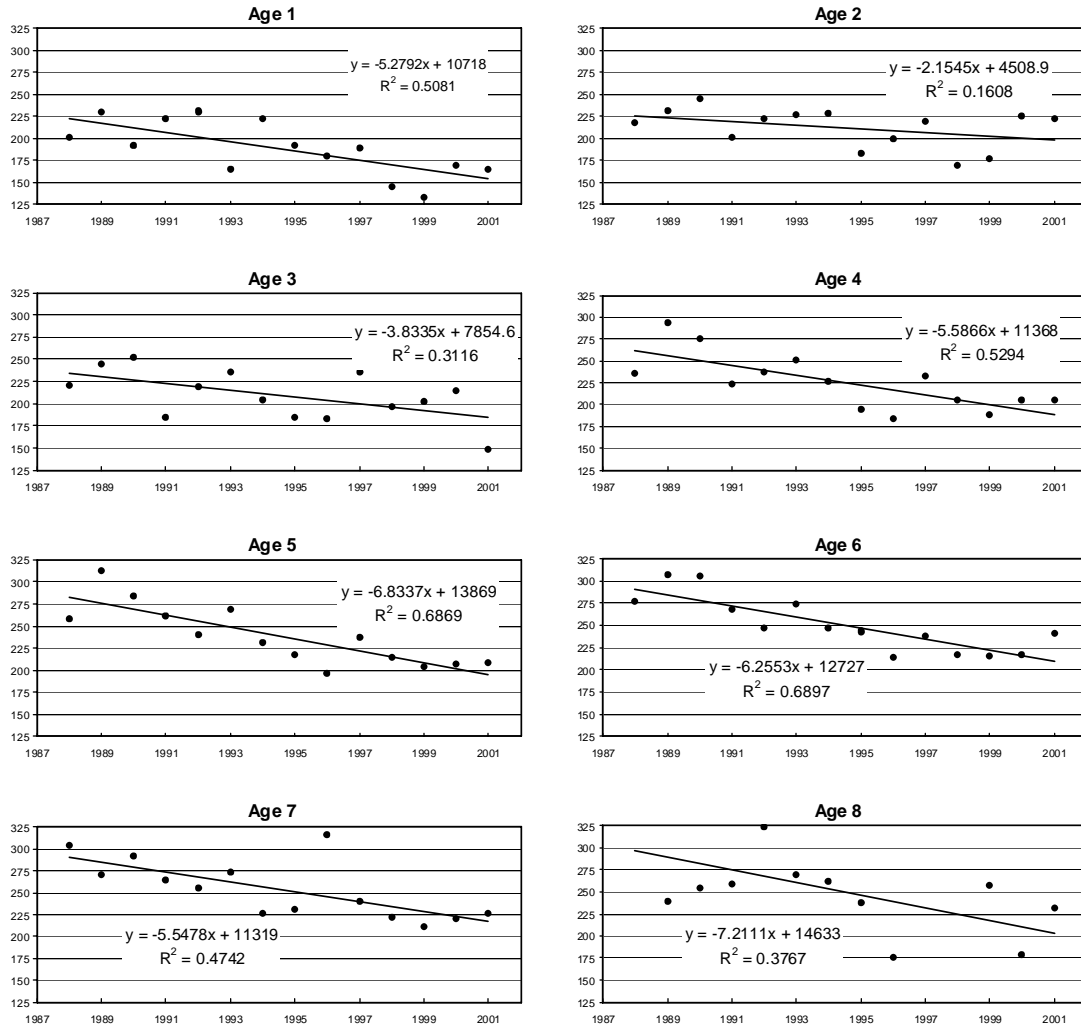 Age 1
325
300
275
250
225
200
175
150
125
y = -5.2792x + 10718
R² = 0.5081
1987 1989 1991 1993 1995 1997 1999 2001
Age 2
325
300
275
250
225
200
175
150
125
y = -2.1545x + 4508.9
R² = 0.1608
1987 1989 1991 1993 1995 1997 1999 2001
Age 3
325
300
275
250
225
200
175
150
125
y = -3.8335x + 7854.6
R² = 0.3116
1987 1989 1991 1993 1995 1997 1999 2001
Age 4
325
300
275
250
225
200
175
150
125
y = -5.5866x + 11368
R² = 0.5294
1987 1989 1991 1993 1995 1997 1999 2001
Age 5
325
300
275
250
225
200
175
150
125
y = -6.8337x + 13869
R² = 0.6869
1987 1989 1991 1993 1995 1997 1999 2001
Age 6
325
300
275
250
225
200
175
150
125
y = -6.2553x + 12727
R² = 0.6897
1987 1989 1991 1993 1995 1997 1999 2001
Age 7
325
300
275
250
225
200
175
150
125
y = -5.5478x + 11319
R² = 0.4742
1987 1989 1991 1993 1995 1997 1999 2001
Age 8
325
300
275
250
225
200
175
150
125
y = -7.2111x + 14633
R² = 0.3767
1987 1989 1991 1993 1995 1997 1999 2001